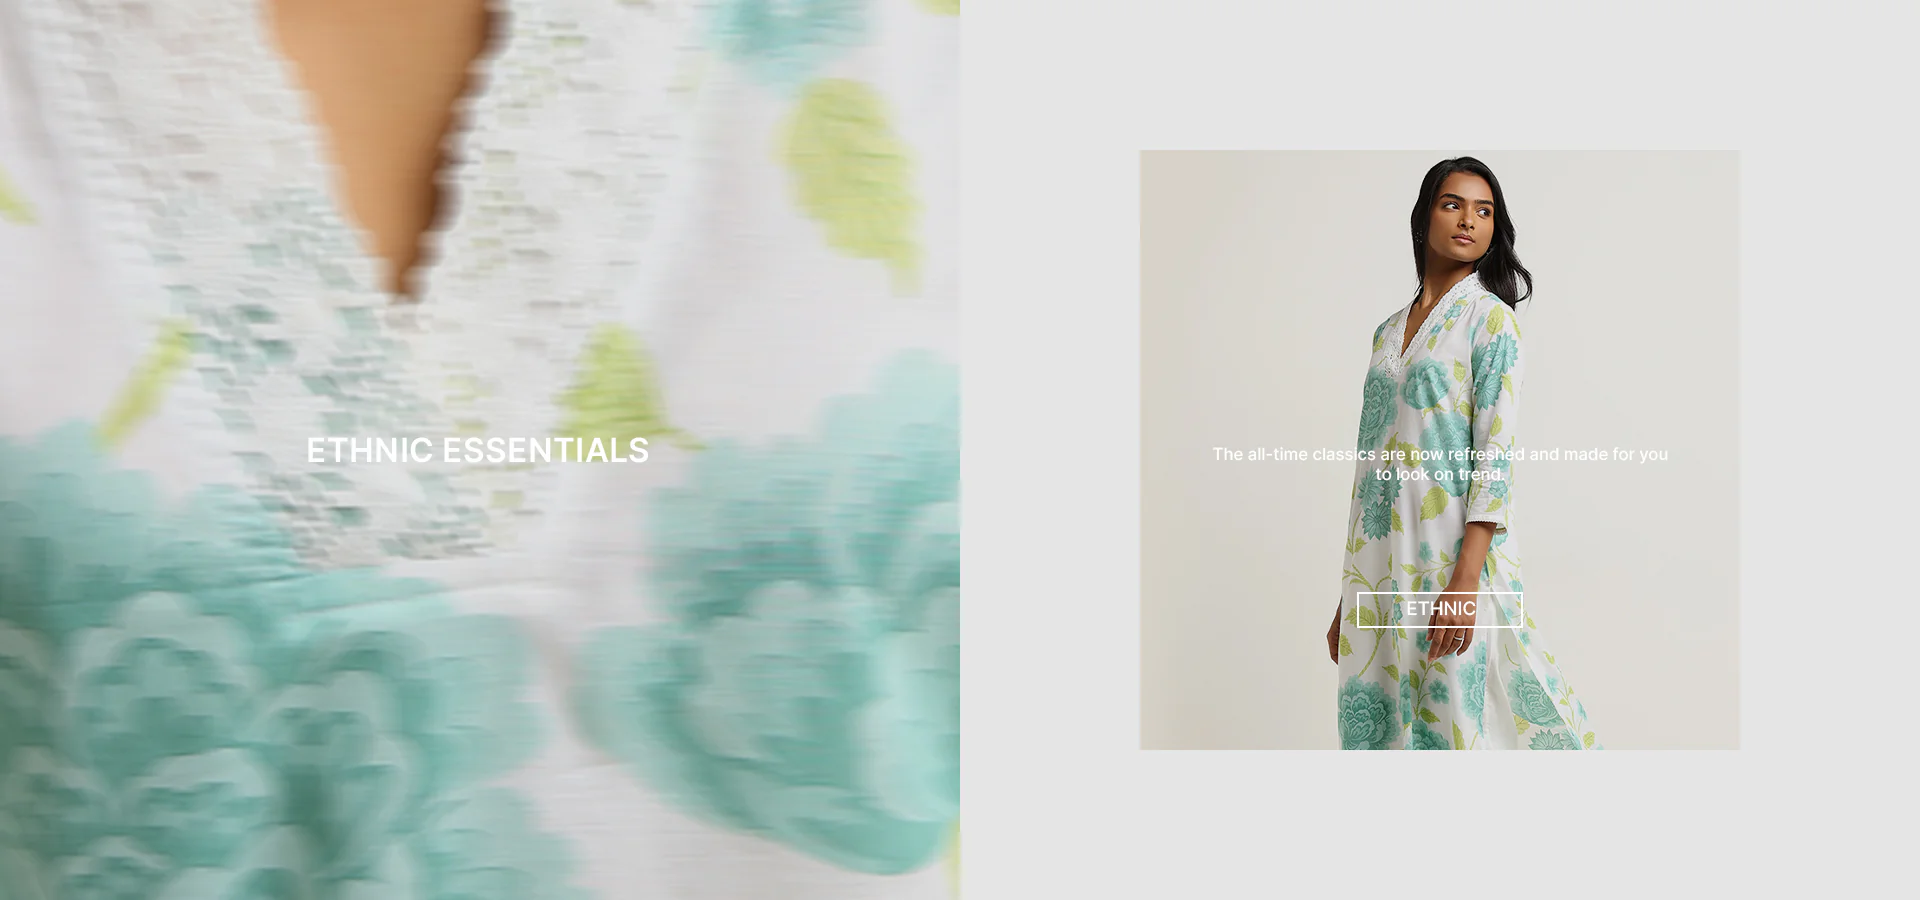 ETHNIC ESSENTIALS
The all-time classics are now refreshed and made for you
to look on trend.
ETHNIC